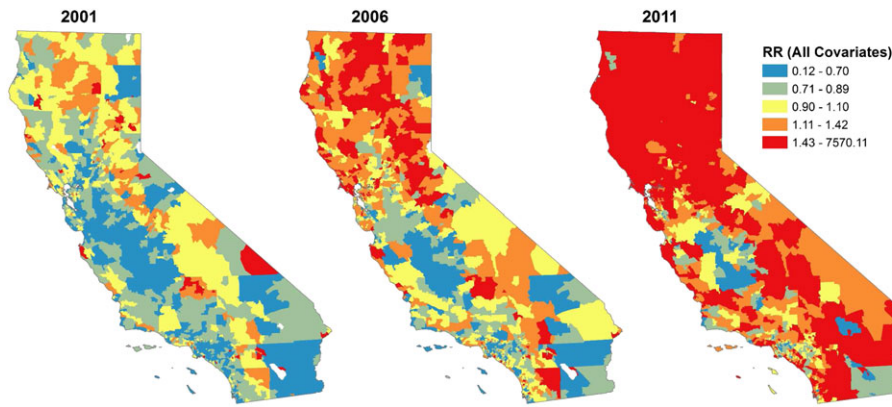 2001
2006
2011
RR (All Covariates)
0.12 - 0.70
0.71 - 0.89
0.90 - 1.10
1.11 - 1.42
1.43 - 7570.11